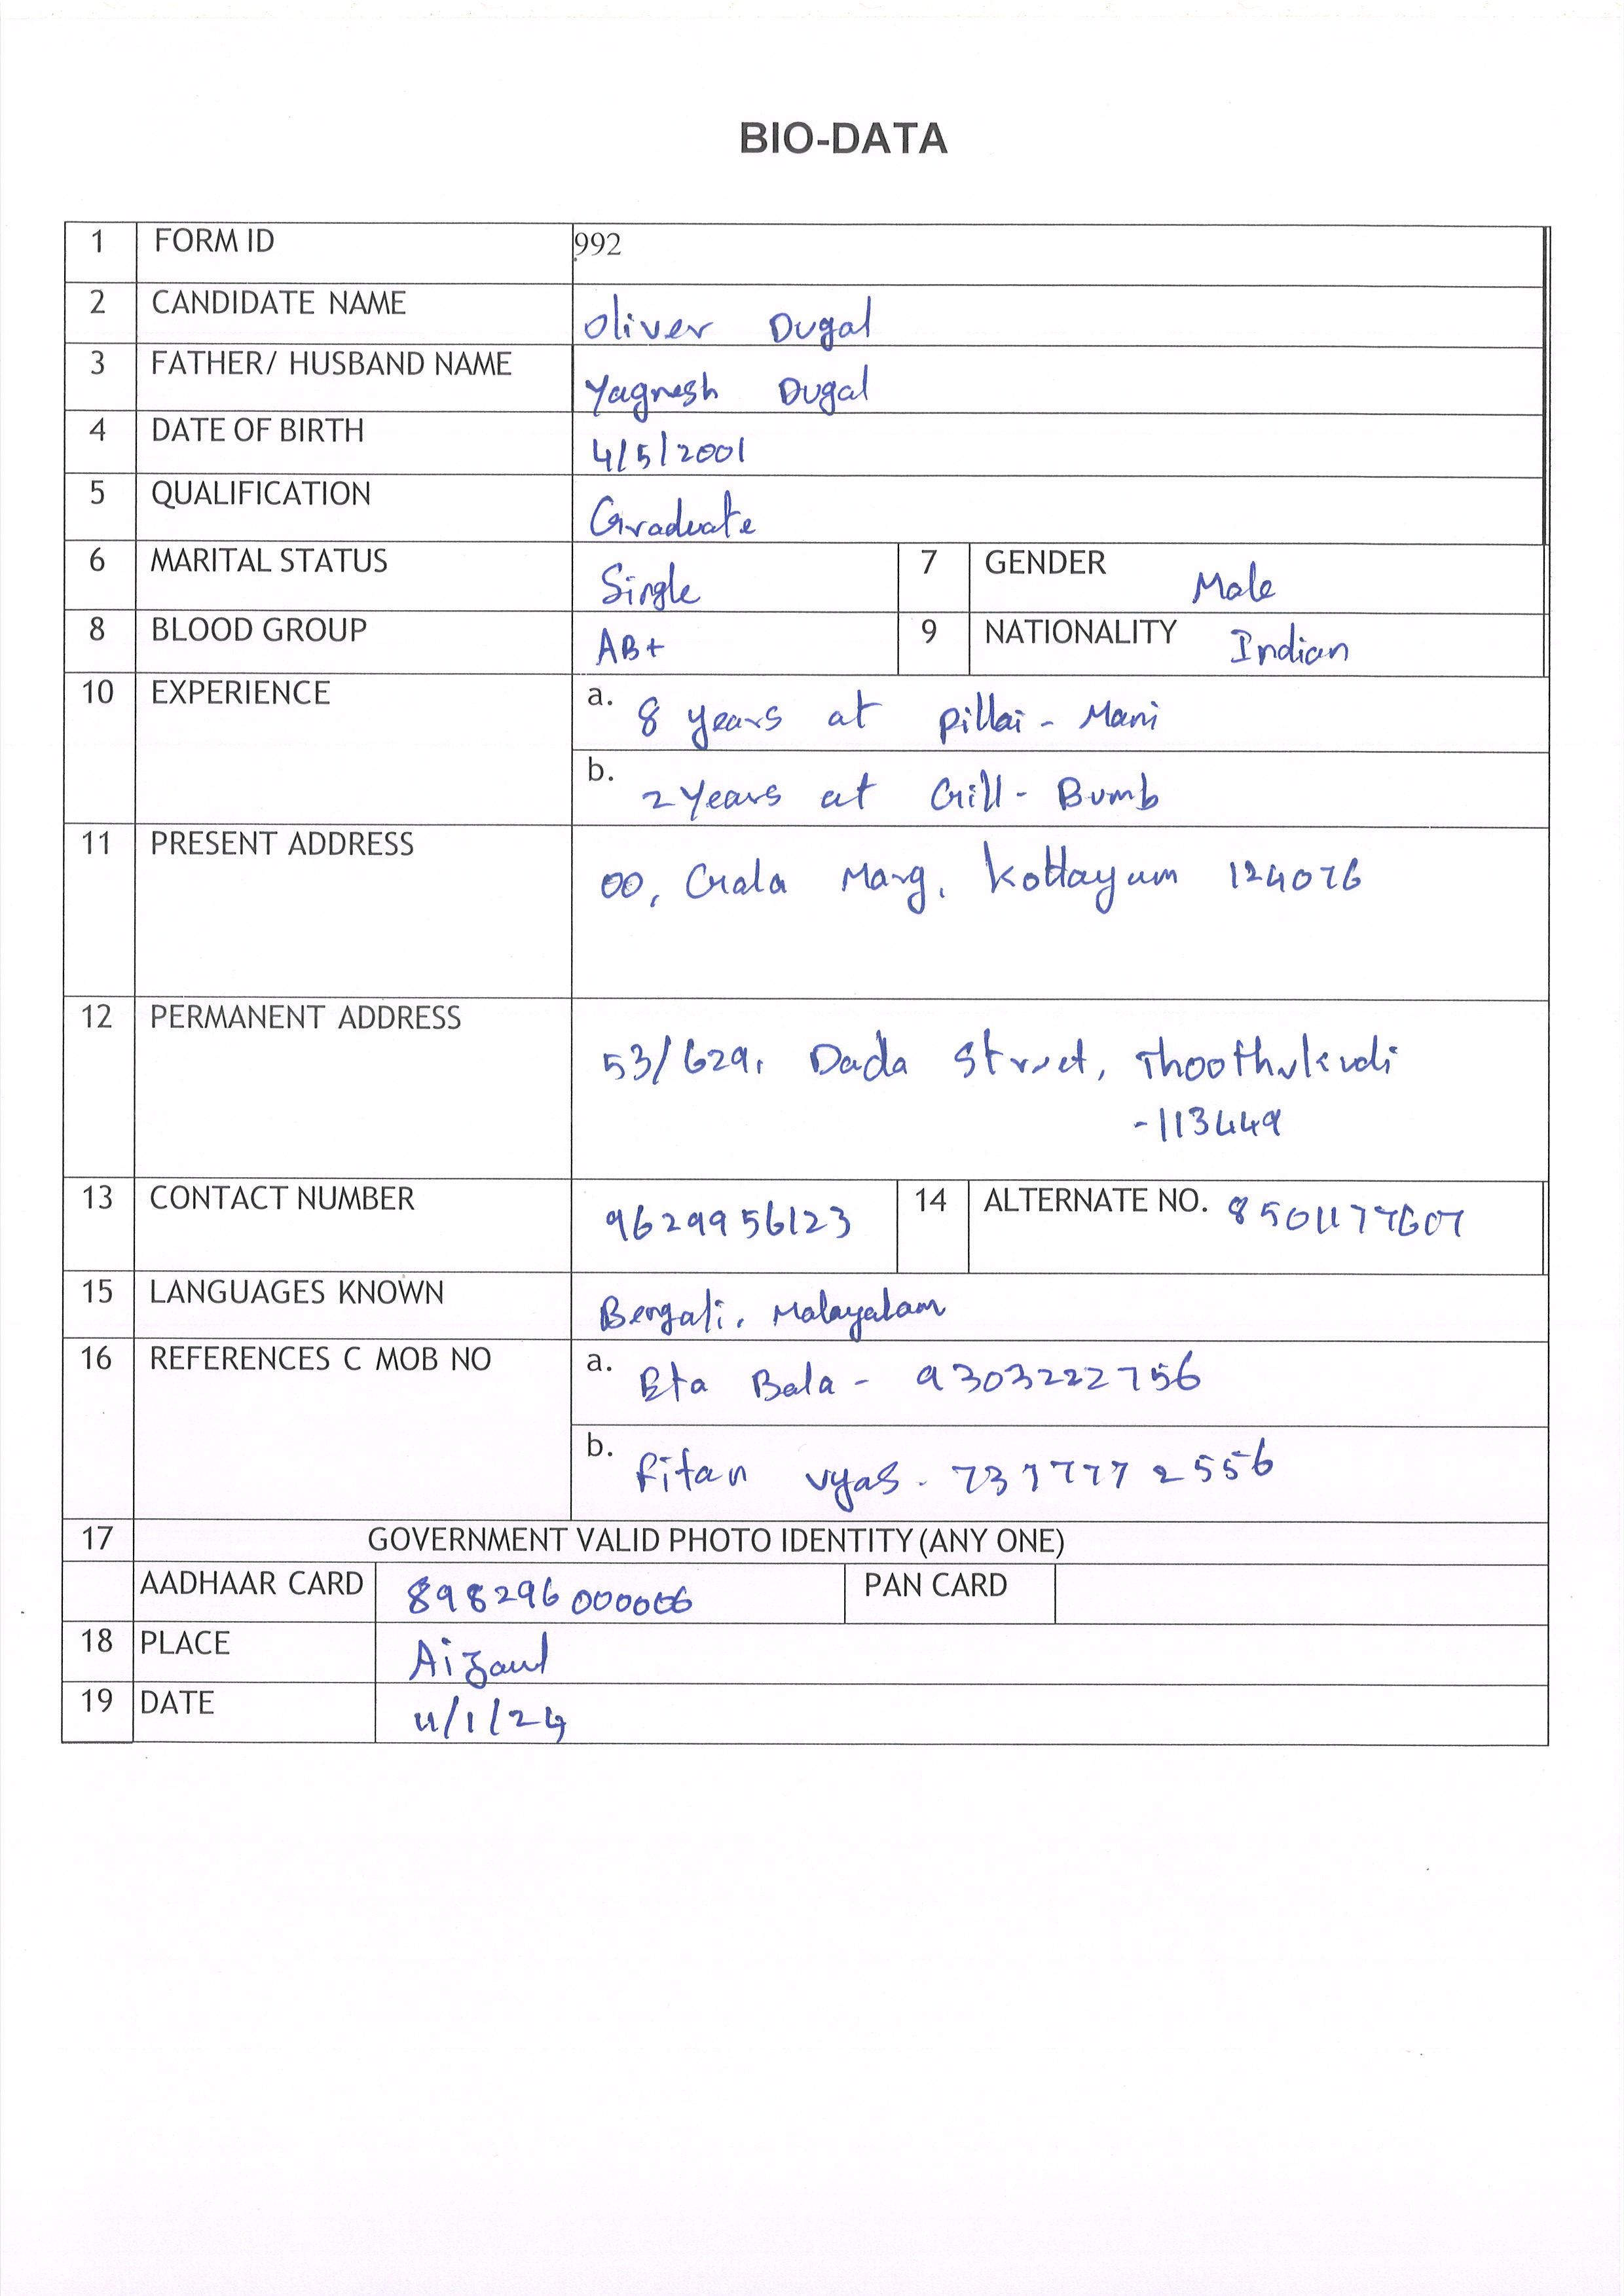 BIO-DATA
1 FORM ID 992
2 CANDIDATE NAME Oliver Dugal
3 FATHER/ HUSBAND NAME Yagnesh Dugal
4 DATE OF BIRTH 4/5/2001
5 QUALIFICATION Graduate
6 MARITAL STATUS Single 7 GENDER Male
8 BLOOD GROUP AB+ 9 NATIONALITY Indian
10 EXPERIENCE a. 8 years at Pillai - Mani
b. 2 Years at Gill - Bumb
11 PRESENT ADDRESS 00, Gala Marg, Kottayam 124076
12 PERMANENT ADDRESS 53/629, Dada Street, Thoothukudi
-113449
13 CONTACT NUMBER 9629956123 14 ALTERNATE NO. 8501177607
15 LANGUAGES KNOWN Bengali, Malayalam
16 REFERENCES C MOB NO a. Eta Bala - 9303222756
b. Fitan Vyas - 7377772556
17 GOVERNMENT VALID PHOTO IDENTITY (ANY ONE)
AADHAAR CARD 898296000006 PAN CARD
18 PLACE Aizawl
19 DATE 11/1/24